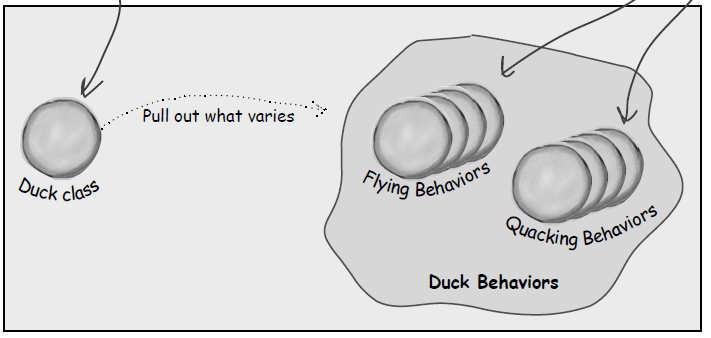 Pull out what varies
Duck class
Flying Behaviors
Quacking Behaviors
Duck Behaviors